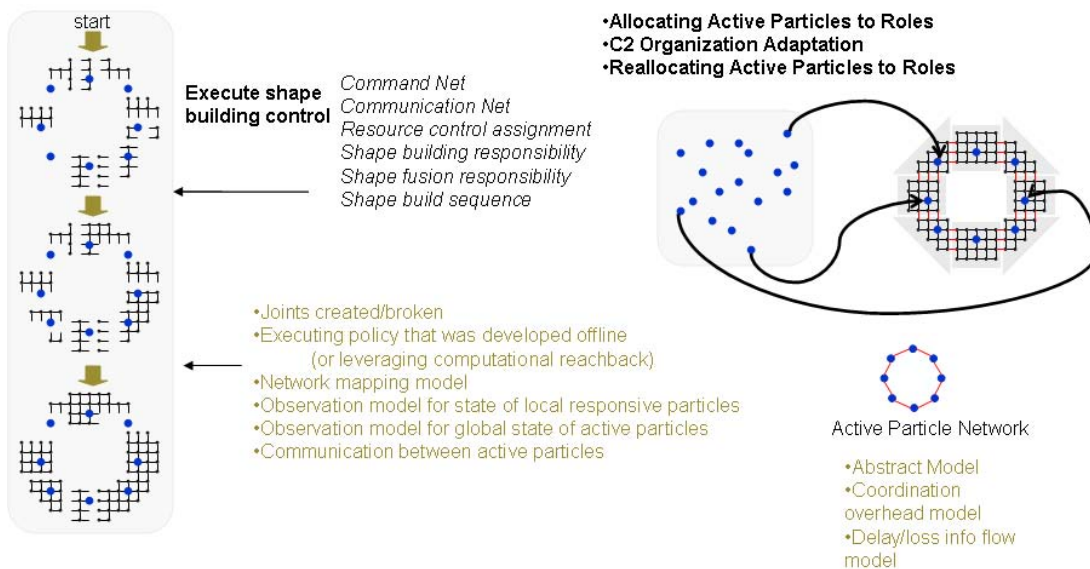 start
Execute shape
building control
Command Net
Communication Net
Resource control assignment
Shape building responsibility
Shape fusion responsibility
Shape build sequence
•Joints created/broken
•Executing policy that was developed offline
(or leveraging computational reachback)
•Network mapping model
•Observation model for state of local responsive particles
•Observation model for global state of active particles
•Communication between active particles
•Allocating Active Particles to Roles
•C2 Organization Adaptation
•Reallocating Active Particles to Roles
Active Particle Network
•Abstract Model
•Coordination
overhead model
•Delay/loss info flow
model